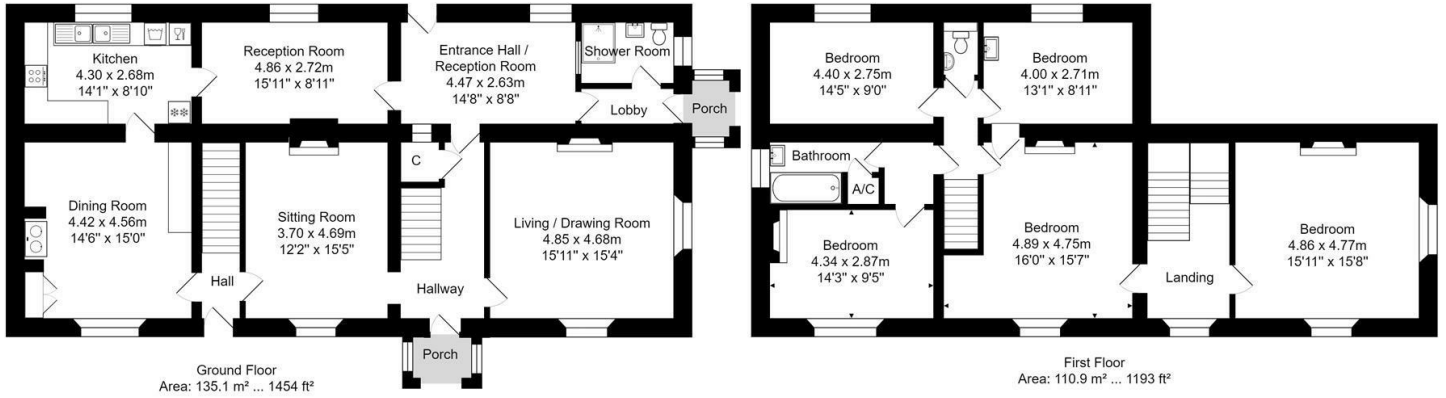 Kitchen
4.30 x 2.68m
14'1" x 8'10"
Reception Room
4.86 x 2.72m
15'11" x 8'11"
Entrance Hall /
Reception Room
4.47 x 2.63m
14'8" x 8'8"
Shower Room
Lobby
Porch
C
Dining Room
4.42 x 4.56m
14'6" x 15'0"
Hall
Sitting Room
3.70 x 4.69m
12'2" x 15'5"
Hallway
Living / Drawing Room
4.85 x 4.68m
15'11" x 15'4"
Porch
Ground Floor
Area: 135.1 m² ... 1454 ft²
Bedroom
4.40 x 2.75m
14'5" x 9'0"
Bedroom
4.00 x 2.71m
13'1" x 8'11"
Bathroom
A/C
Bedroom
4.34 x 2.87m
14'3" x 9'5"
Bedroom
4.89 x 4.75m
16'0" x 15'7"
Landing
Bedroom
4.86 x 4.77m
15'11" x 15'8"
First Floor
Area: 110.9 m² ... 1193 ft²